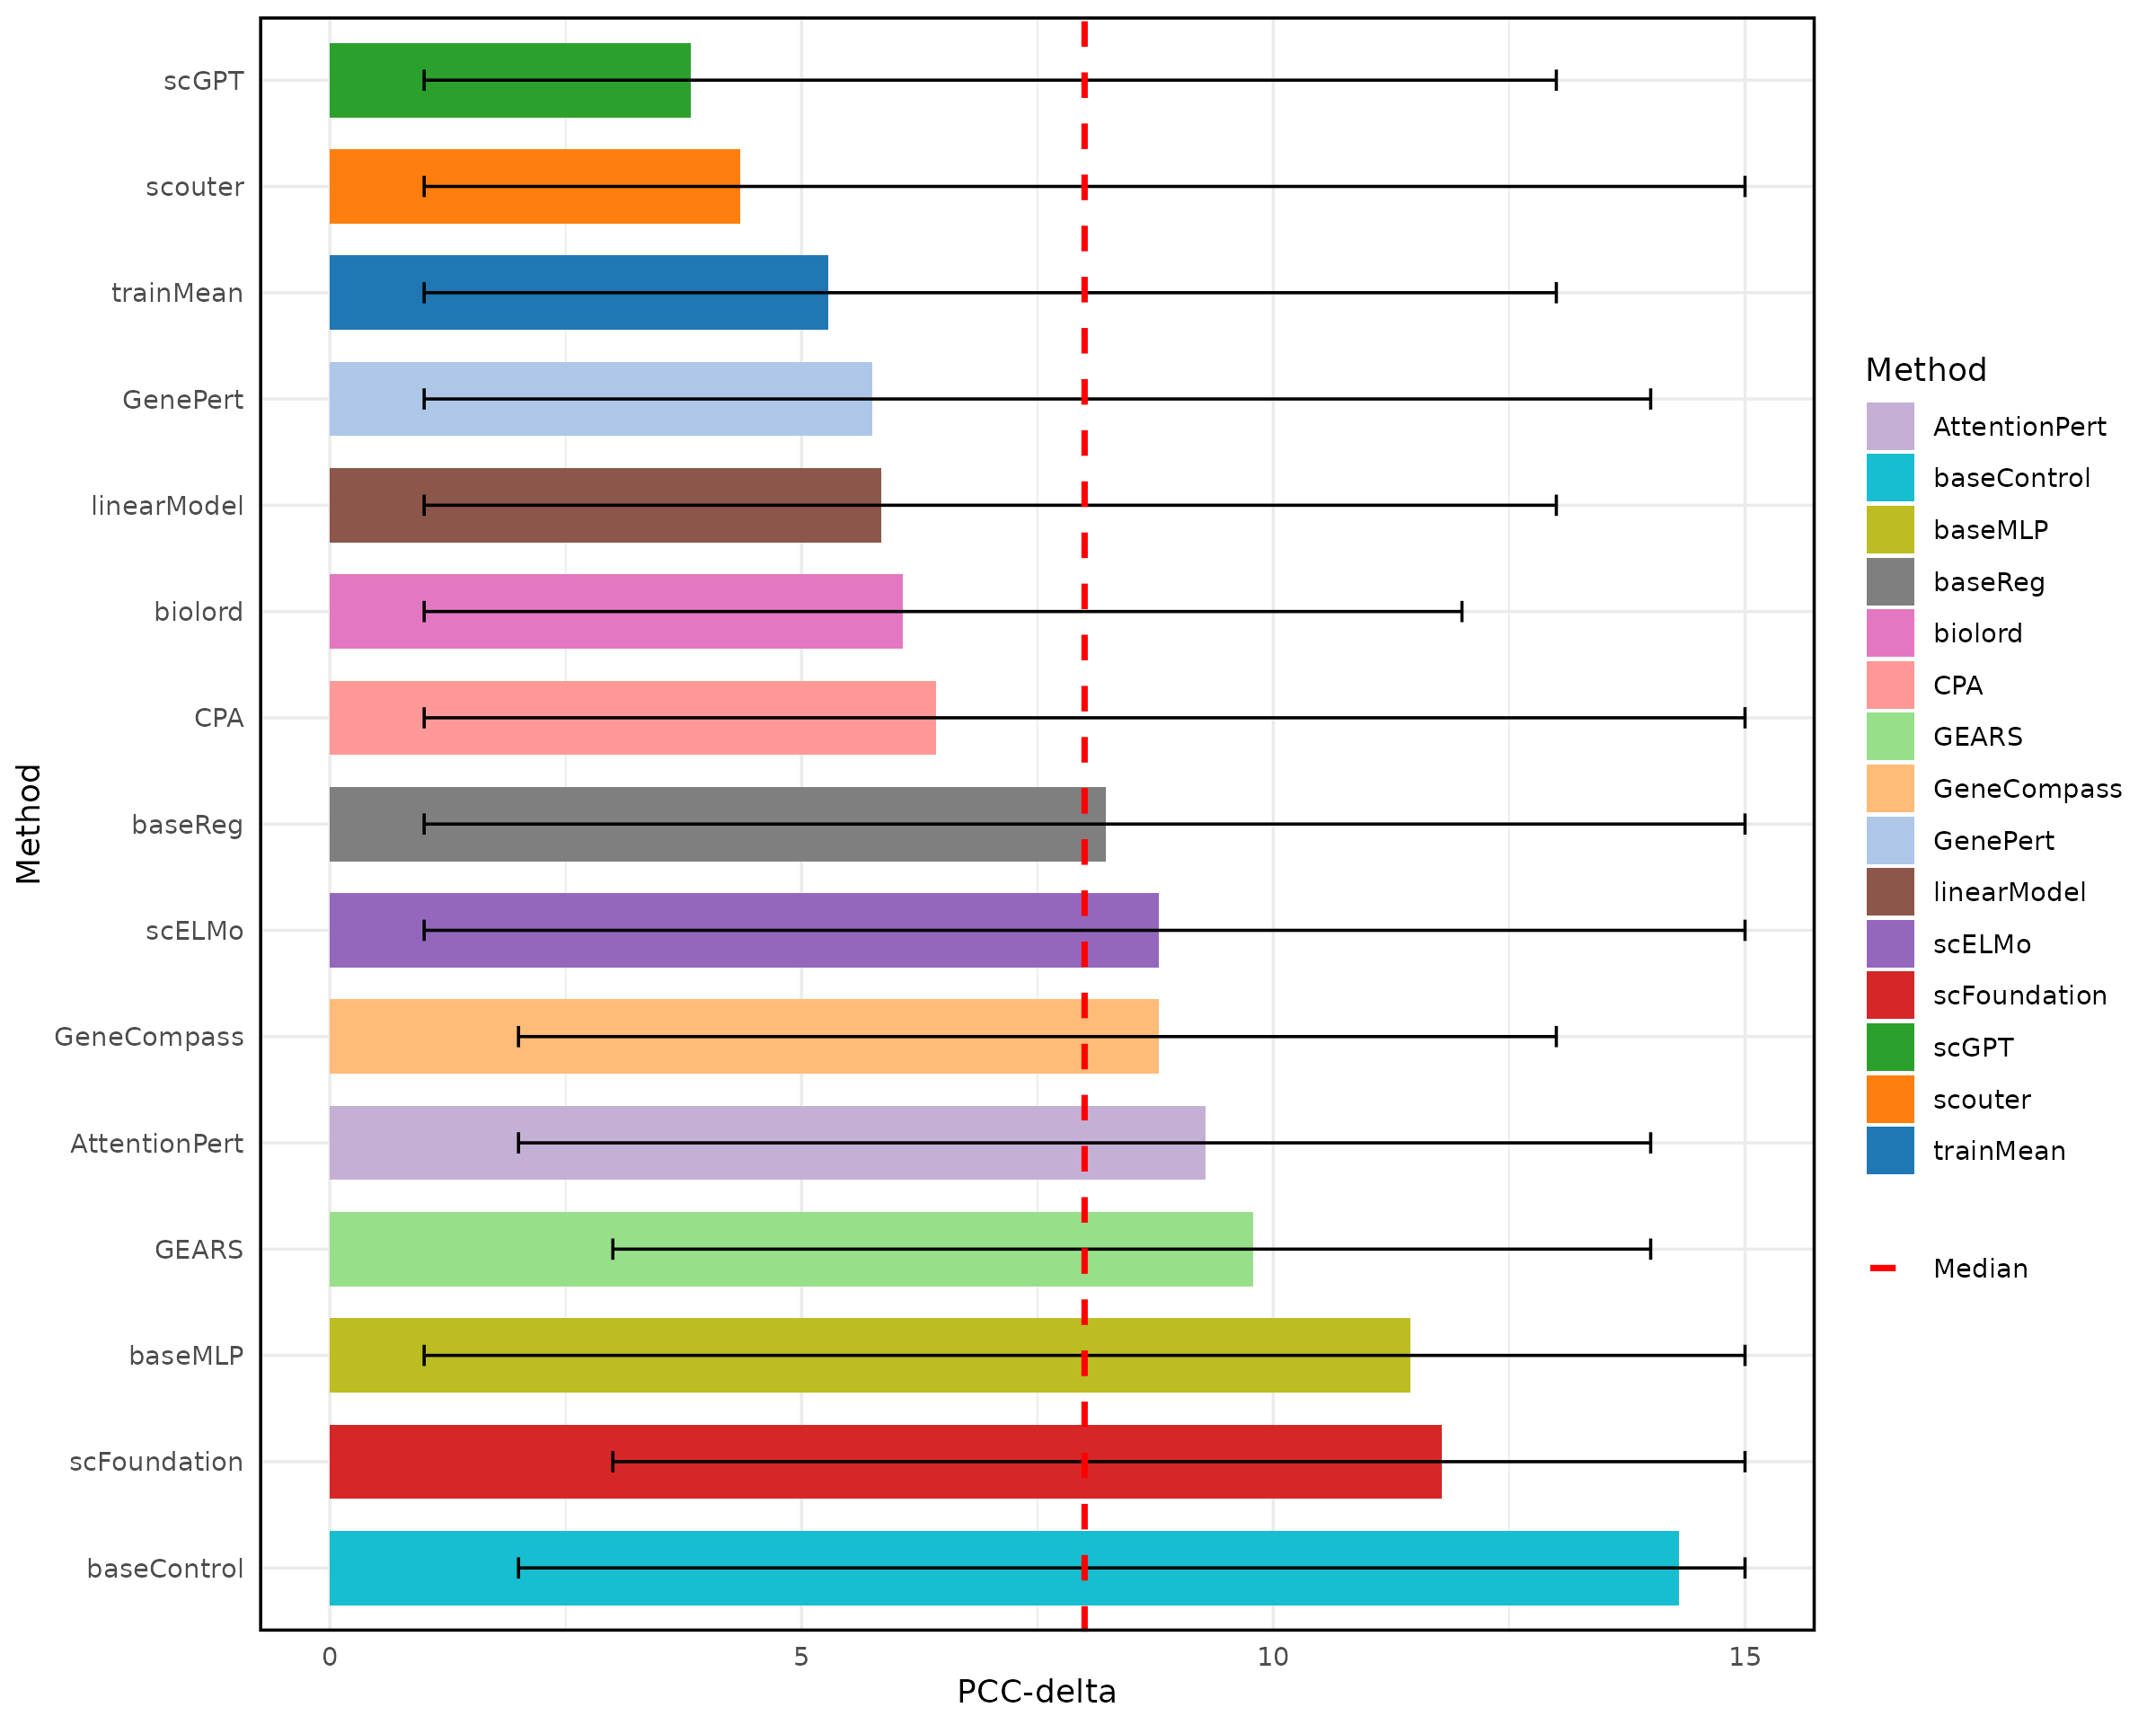 Method
scGPT
scouter
trainMean
GenePert
linearModel
biolord
CPA
baseReg
scELMo
GeneCompass
AttentionPert
GEARS
baseMLP
scFoundation
baseControl
0 5 10 15
PCC-delta
Method
AttentionPert
baseControl
baseMLP
baseReg
biolord
CPA
GEARS
GeneCompass
GenePert
linearModel
scELMo
scFoundation
scGPT
scouter
trainMean
Median